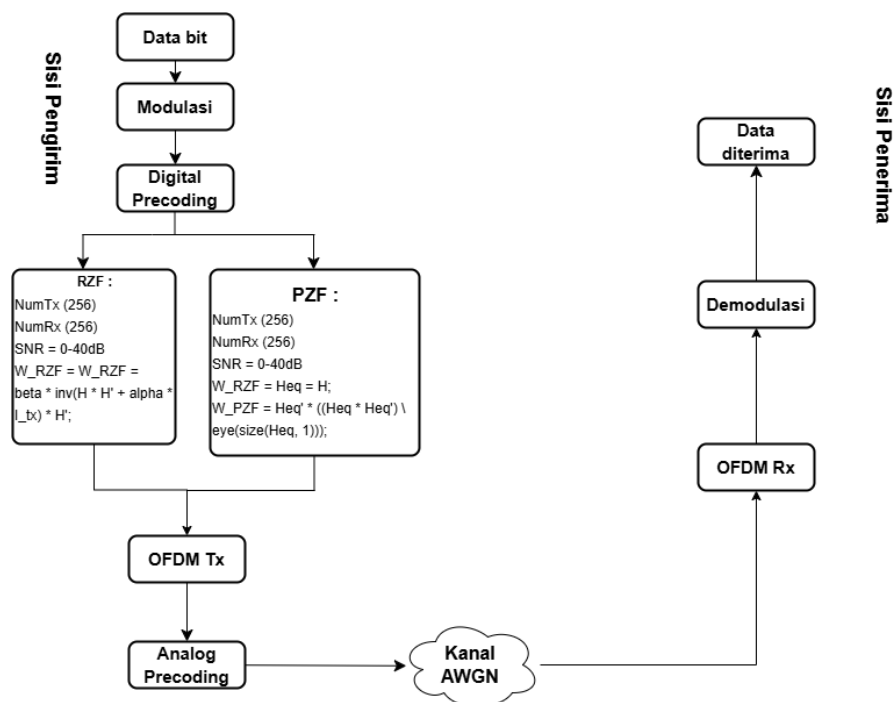 Sisi Pengirim
Data bit
Modulasi
Digital
Precoding
RZF :
NumTx (256)
NumRx (256)
SNR = 0-40dB
W_RZF = W_RZF =
beta * inv(H * H' + alpha *
I_tx) * H';
PZF :
NumTx (256)
NumRx (256)
SNR = 0-40dB
W_RZF = Heq = H;
W_PZF = Heq' * ((Heq * Heq') \
eye(size(Heq, 1)));
OFDM Tx
Analog
Precoding
Kanal
AWGN
OFDM Rx
Demodulasi
Data
diterima
Sisi Penerima